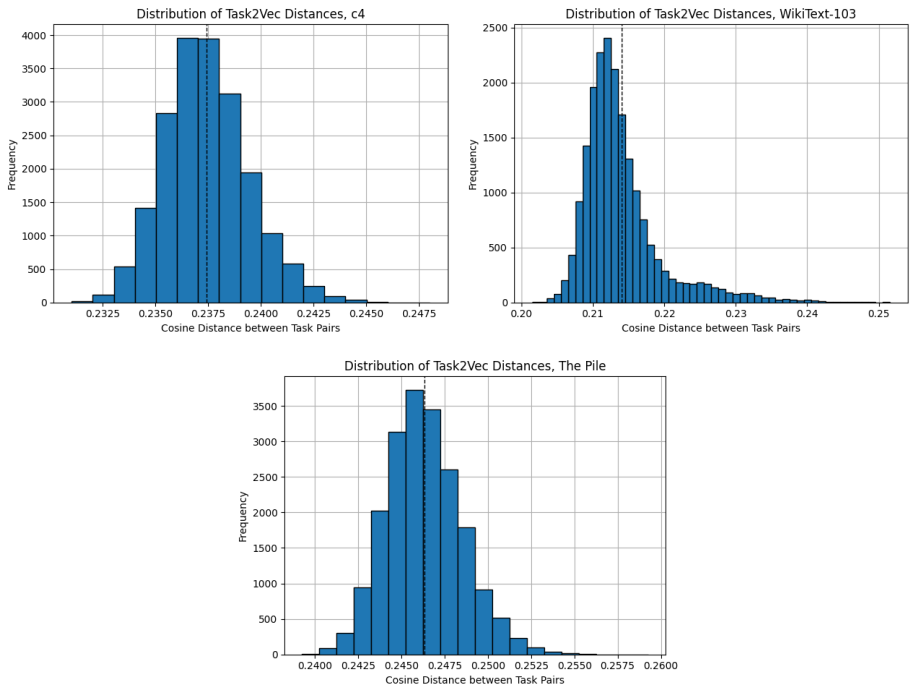 Distribution of Task2Vec Distances, c4
4000
3500
3000
2500
2000
1500
1000
500
0
Frequency
0.2325 0.2350 0.2375 0.2400 0.2425 0.2450 0.2475
Cosine Distance between Task Pairs
Distribution of Task2Vec Distances, WikiText-103
2500
2000
1500
1000
500
0
Frequency
0.20 0.21 0.22 0.23 0.24 0.25
Cosine Distance between Task Pairs
Distribution of Task2Vec Distances, The Pile
3500
3000
2500
2000
1500
1000
500
0
Frequency
0.2400 0.2425 0.2450 0.2475 0.2500 0.2525 0.2550 0.2575 0.2600
Cosine Distance between Task Pairs